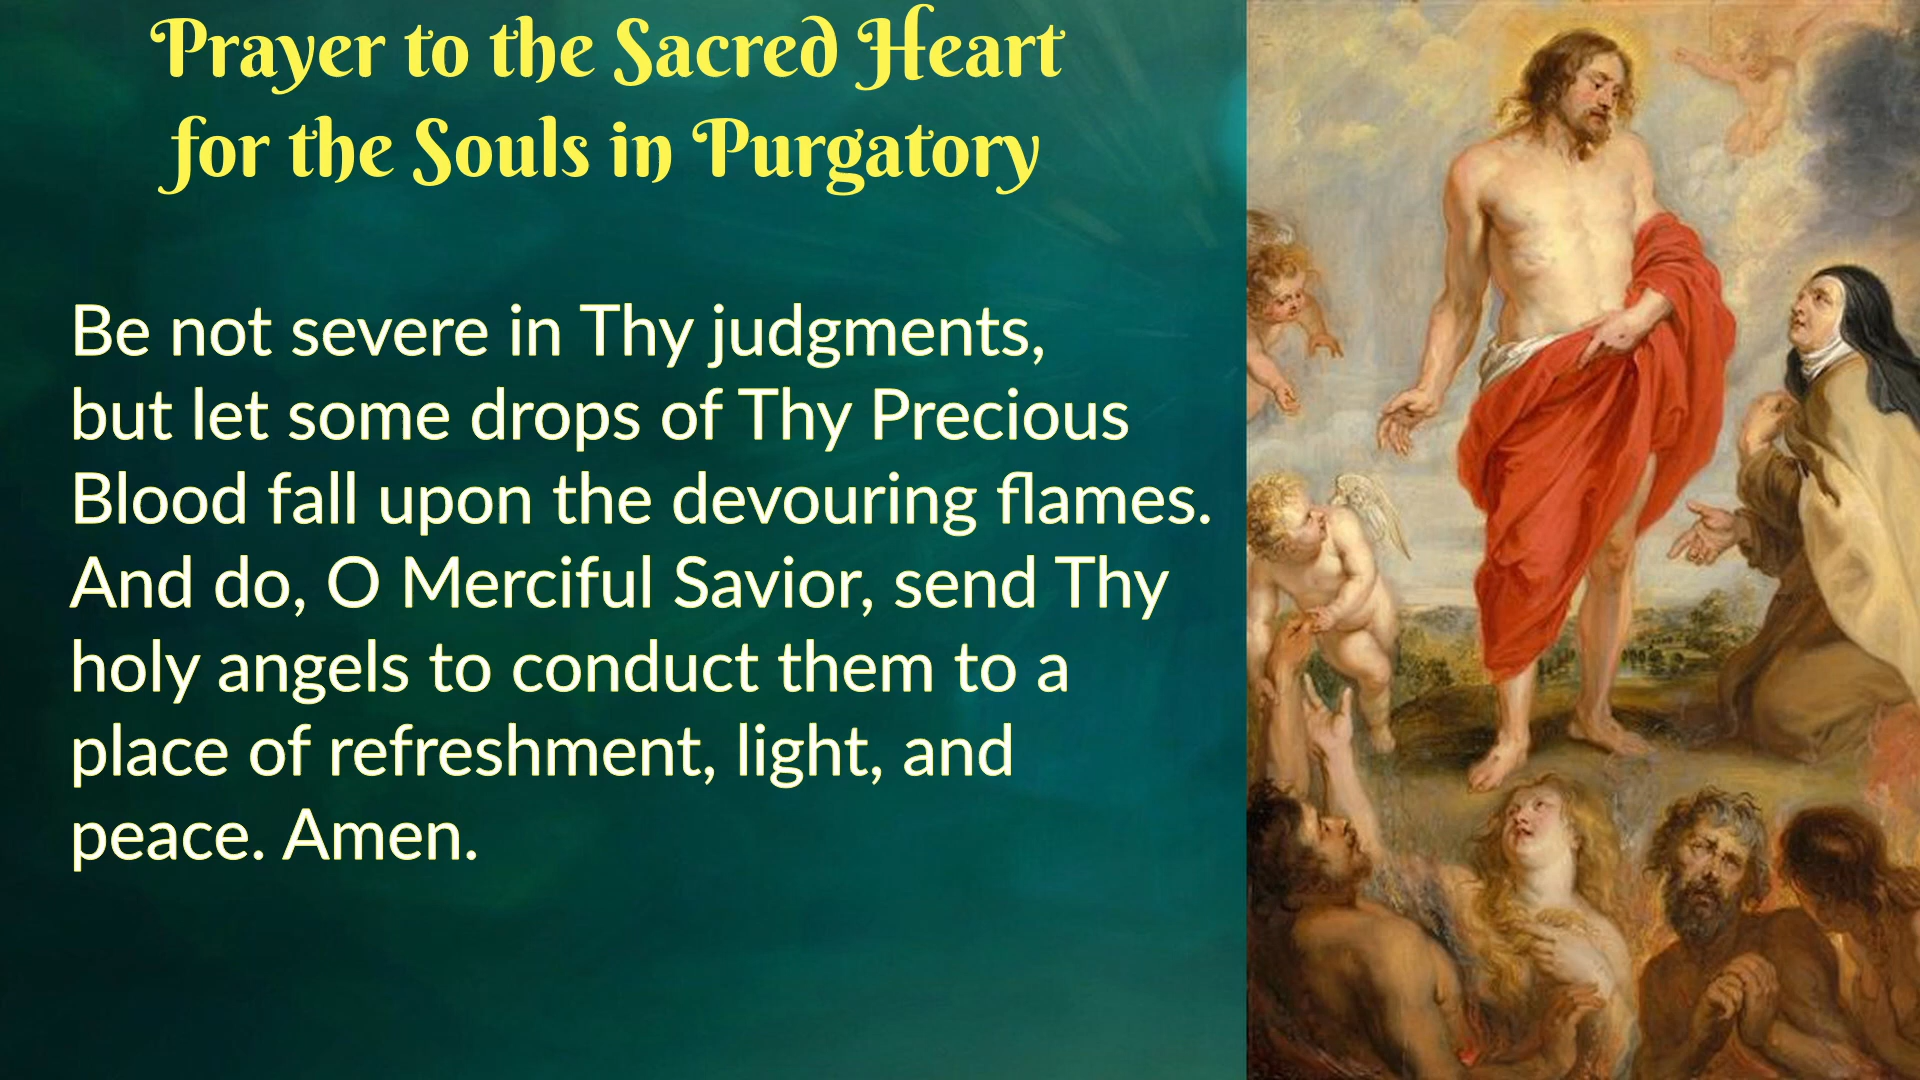 Prayer to the Sacred Heart
for the Souls in Purgatory
Be not severe in Thy judgments,
but let some drops of Thy Precious
Blood fall upon the devouring flames.
And do, O Merciful Savior, send Thy
holy angels to conduct them to a
place of refreshment, light, and
peace. Amen.